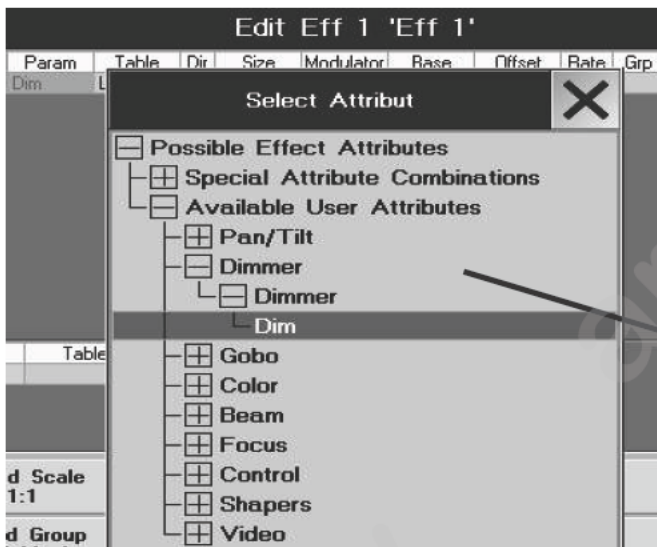 Edit Eff 1 'Eff 1'
Param Table Dir Size Modulator Base Offset Rate Grp
Dim L
Select Attribut
Possible Effect Attributes
Special Attribute Combinations
Available User Attributes
Pan/Tilt
Dimmer
Dimmer
Dim
Table
Gobo
Color
Beam
Focus
Control
Shapers
Video
d Scale
1:1
d Group